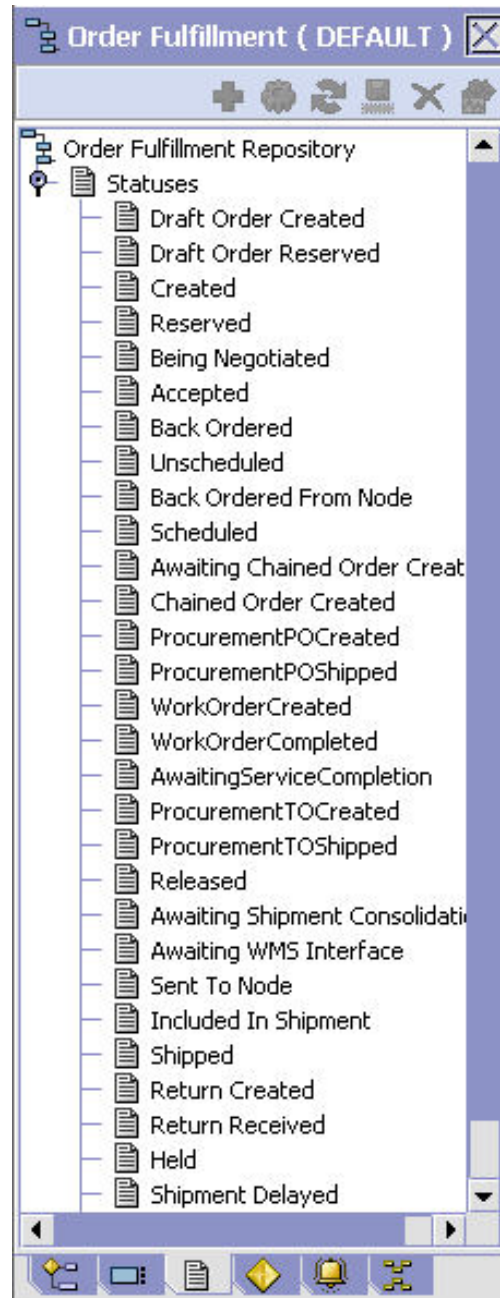 Order Fulfillment ( DEFAULT )
Order Fulfillment Repository
Statuses
Draft Order Created
Draft Order Reserved
Created
Reserved
Being Negotiated
Accepted
Back Ordered
Unscheduled
Back Ordered From Node
Scheduled
Awaiting Chained Order Creat
Chained Order Created
ProcurementPOCreated
ProcurementPOShipped
WorkOrderCreated
WorkOrderCompleted
AwaitingServiceCompletion
ProcurementTOCreated
ProcurementTOShipped
Released
Awaiting Shipment Consolidati
Awaiting WMS Interface
Sent To Node
Included In Shipment
Shipped
Return Created
Return Received
Held
Shipment Delayed